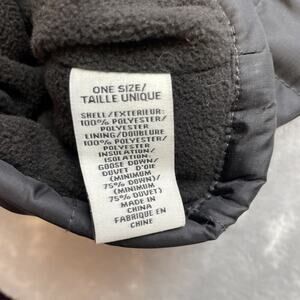 ONE SIZE/
TAILLE UNIQUE
SHELL/EXTERIEUR:
100% POLYESTER/
POLYESTER
LINING/DOUBLURE
100% POLYESTER/
POLYESTER
INSULATION/
ISOLATION:
GOOSE DOWN/
DUVET D'OIE
(MINIMUM
75% DOWN)/
(MINIMUM
75% DUVET)
MADE IN
CHINA
FABRIQUE EN
CHINE